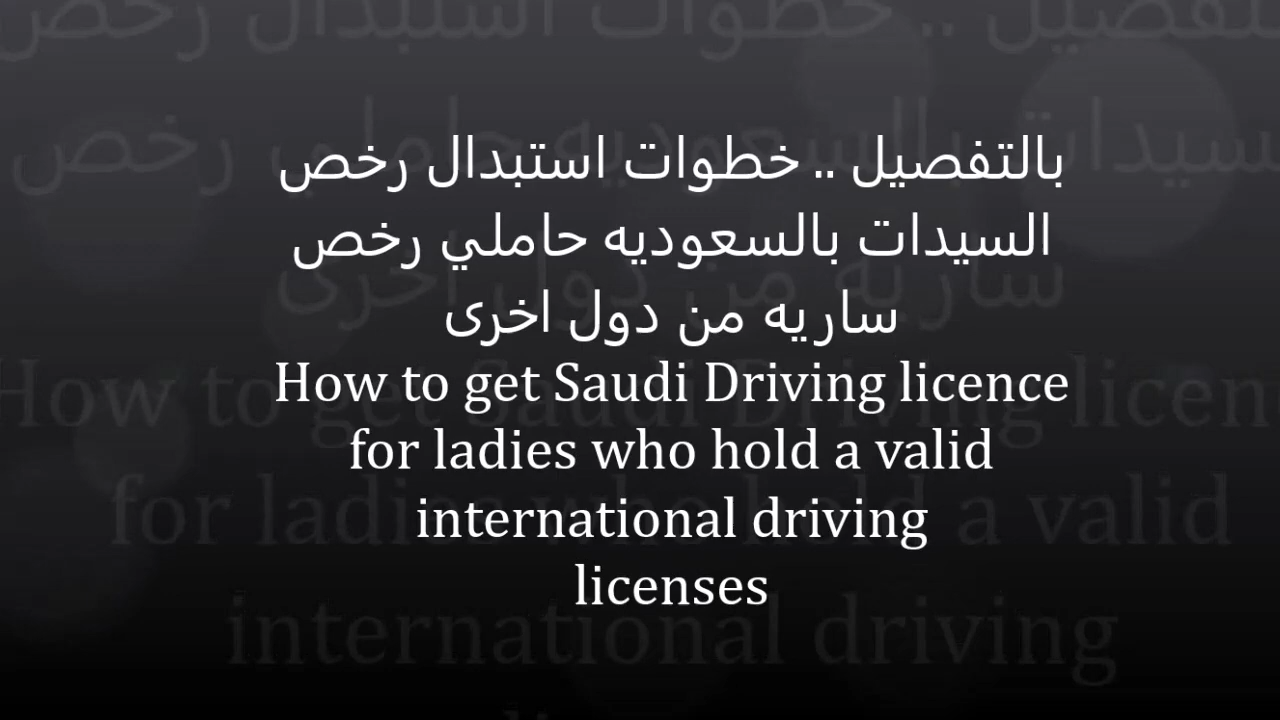 بالتفصيل .. خطوات استبدال رخص
السيدات بالسعوديه حاملي رخص
ساريه من دول اخرى
How to get Saudi Driving licence
for ladies who hold a valid
international driving
licenses